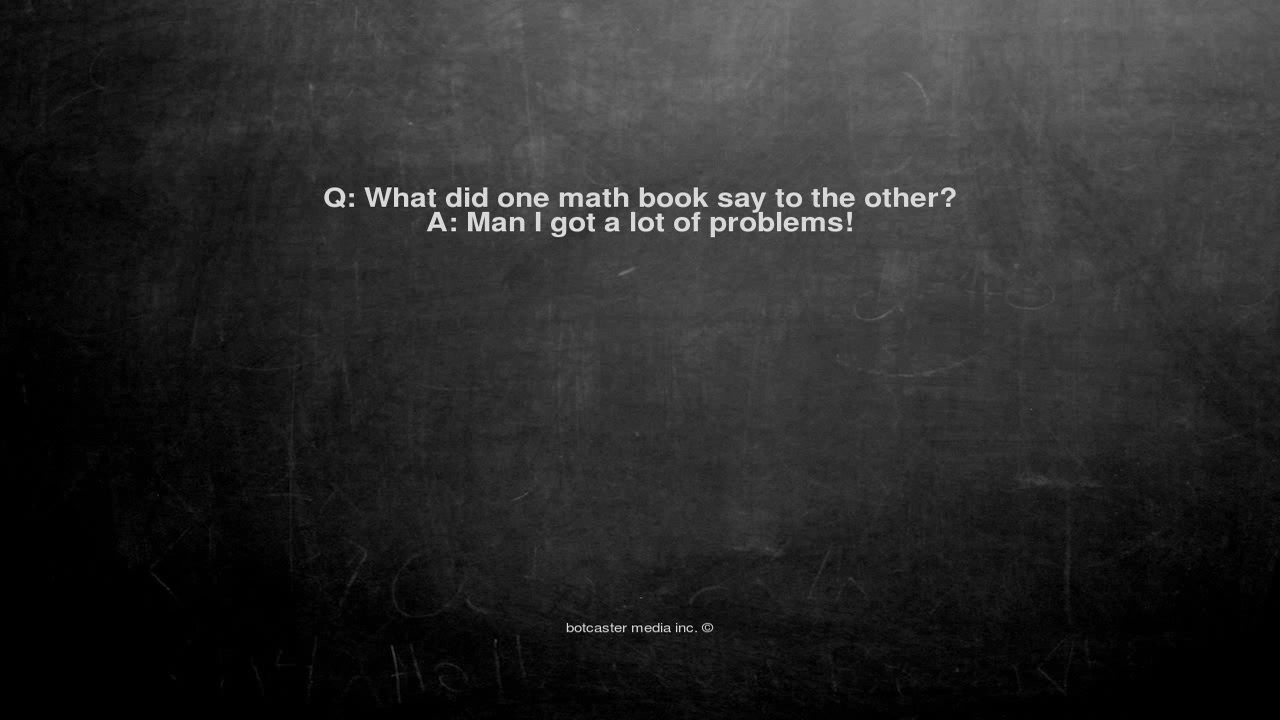 Q: What did one math book say to the other?
A: Man I got a lot of problems!
botcaster media inc. ©